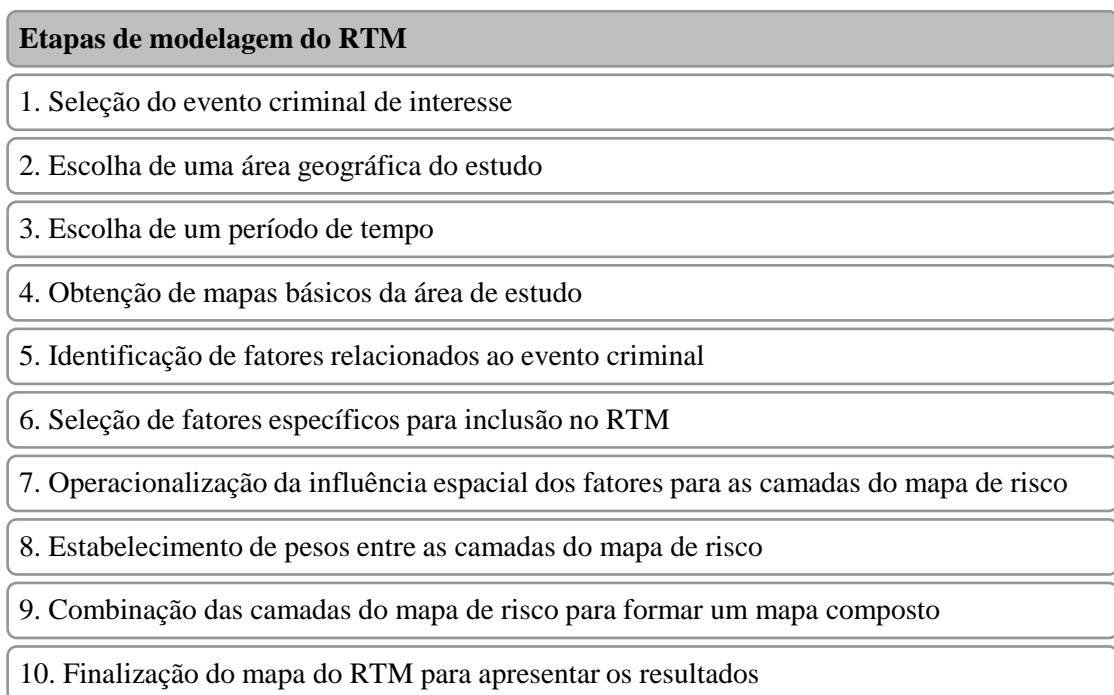 Etapas de modelagem do RTM
1. Seleção do evento criminal de interesse
2. Escolha de uma área geográfica do estudo
3. Escolha de um período de tempo
4. Obtenção de mapas básicos da área de estudo
5. Identificação de fatores relacionados ao evento criminal
6. Seleção de fatores específicos para inclusão no RTM
7. Operacionalização da influência espacial dos fatores para as camadas do mapa de risco
8. Estabelecimento de pesos entre as camadas do mapa de risco
9. Combinação das camadas do mapa de risco para formar um mapa composto
10. Finalização do mapa do RTM para apresentar os resultados